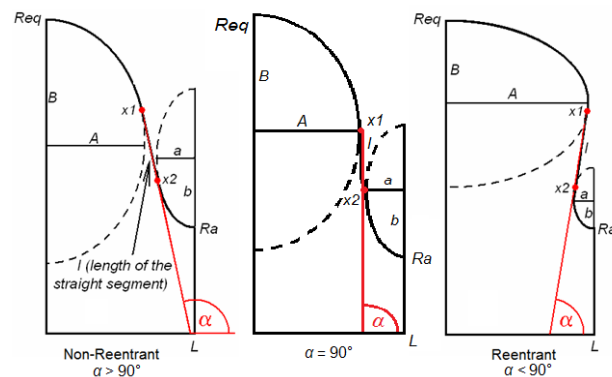 Req
B
A
x1
a
x2
b
Ra
l (length of the
straight segment)
α
L
Non-Reentrant
α > 90°
Req
B
A
x1
l
a
x2
b
Ra
α
L
α = 90°
Req
B
A
x1
l
x2
a
b
Ra
α
L
Reentrant
α < 90°